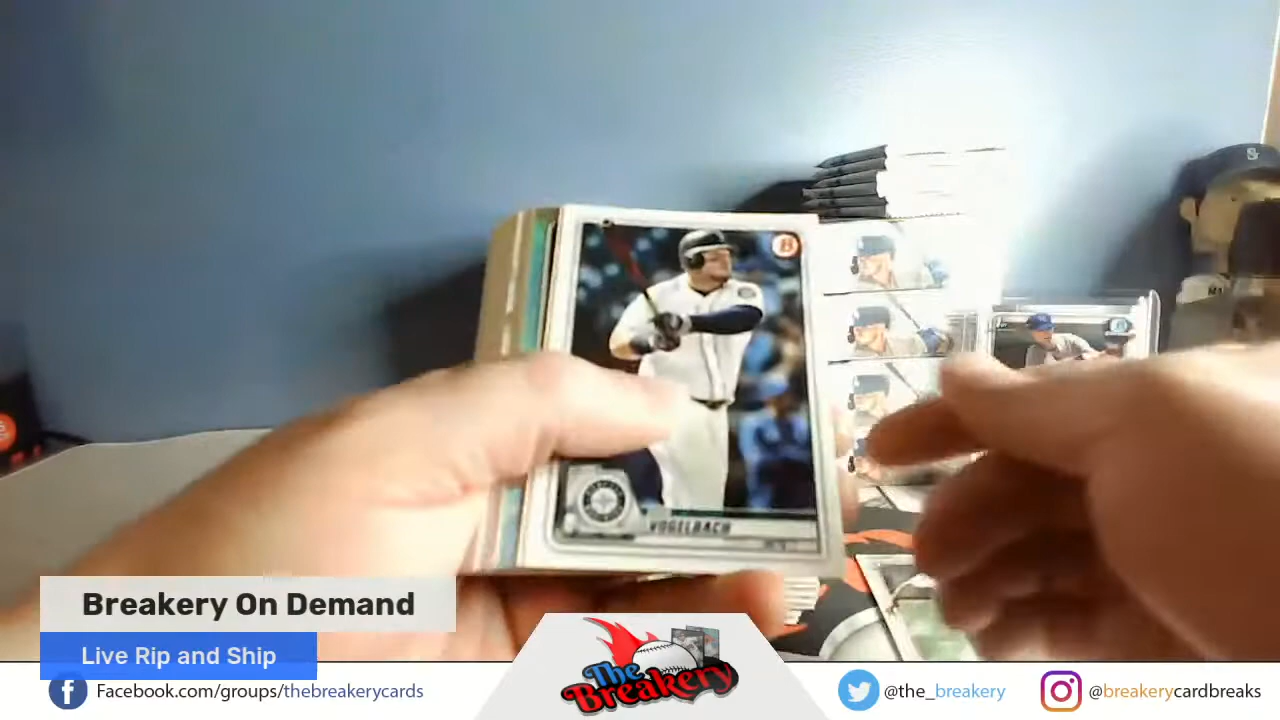 B
VOGELBACH
Breakery On Demand
Live Rip and Ship
Facebook.com/groups/thebreakerycards
The
Breakery
@the_breakery
@breakerycardbreaks